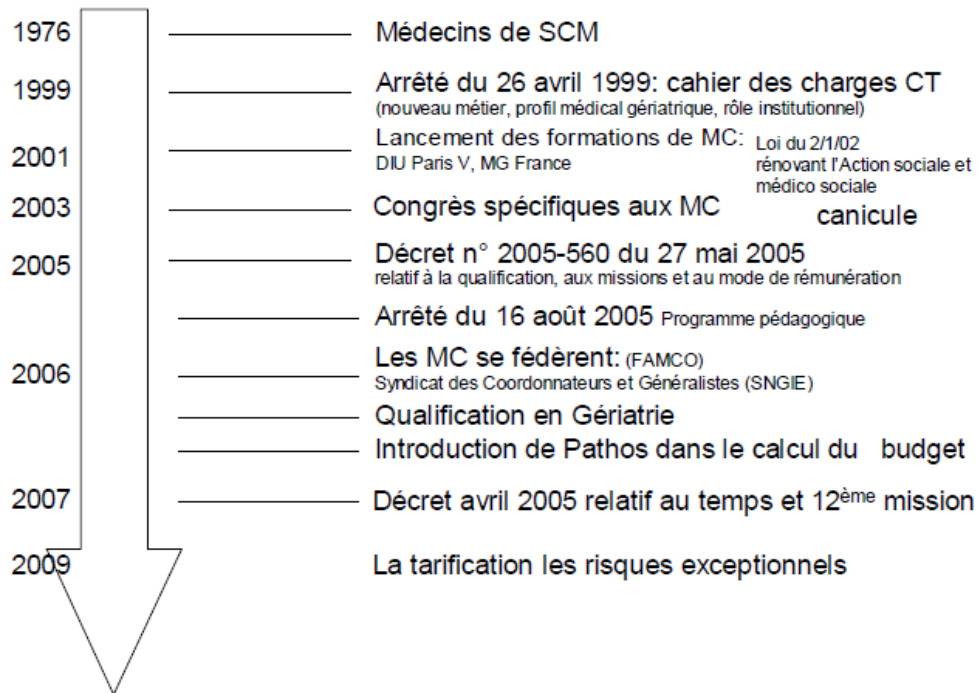 1976 Médecins de SCM
1999 Arrêté du 26 avril 1999: cahier des charges CT
(nouveau métier, profil médical gériatrique, rôle institutionnel)
2001 Lancement des formations de MC:
DIU Paris V, MG France
Loi du 2/1/02
rénovant l'Action sociale et
médico sociale
2003 Congrès spécifiques aux MC canicule
2005 Décret n° 2005-560 du 27 mai 2005
relatif à la qualification, aux missions et au mode de rémunération
Arrêté du 16 août 2005 Programme pédagogique
2006 Les MC se fédèrent: (FAMCO)
Syndicat des Coordonnateurs et Généralistes (SNGIE)
Qualification en Gériatrie
Introduction de Pathos dans le calcul du budget
2007 Décret avril 2005 relatif au temps et 12ème mission
2009 La tarification les risques exceptionnels